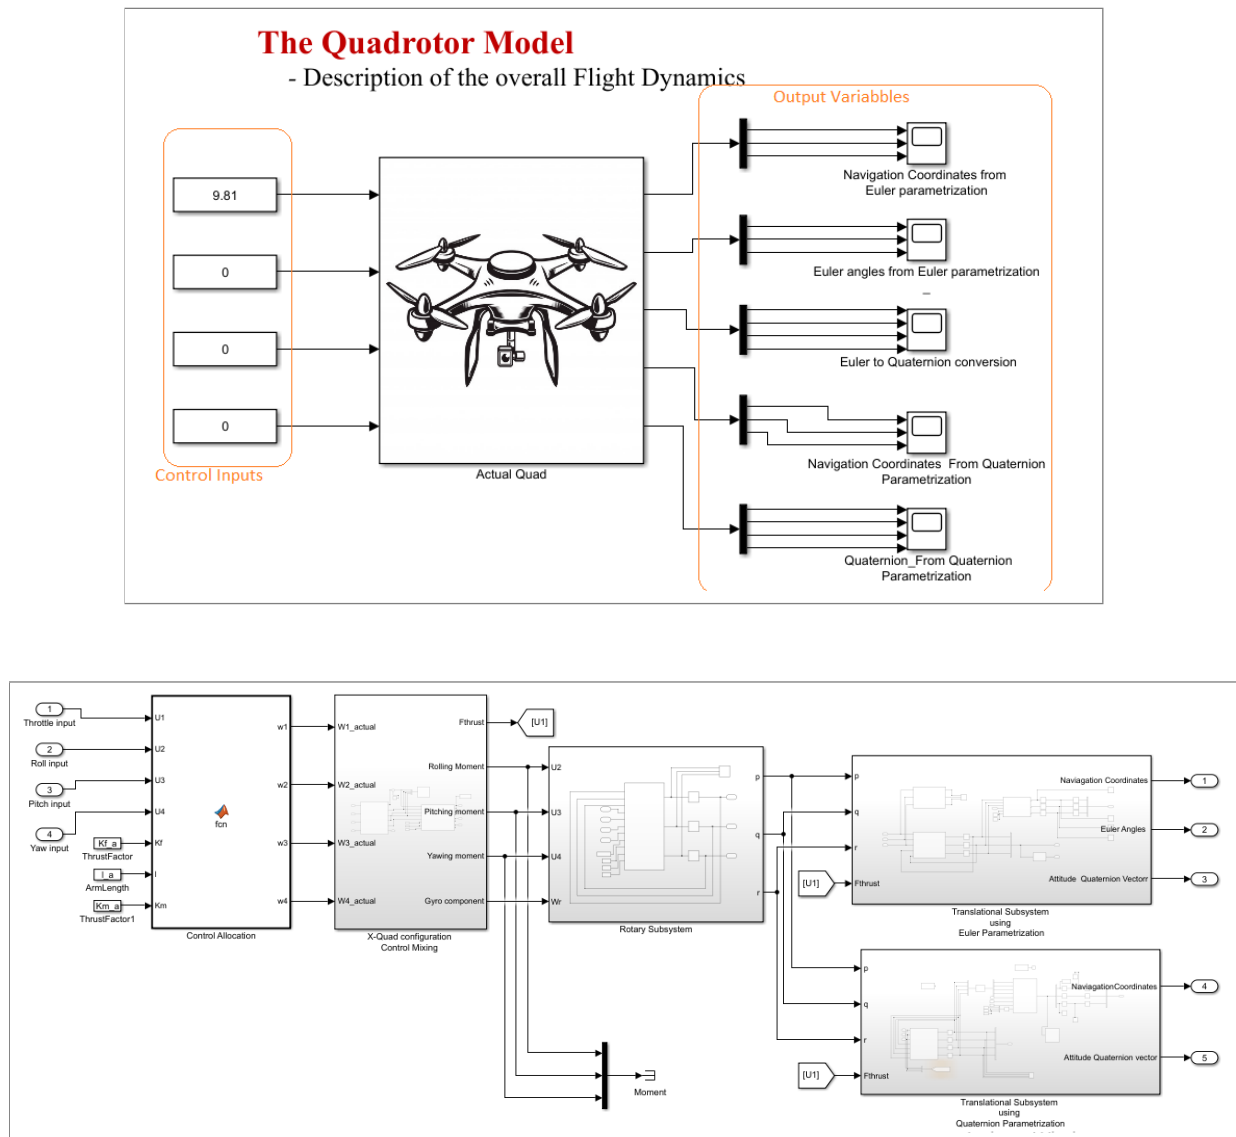 The Quadrotor Model
- Description of the overall Flight Dynamics
Output Variabbles
9.81
0
0
0
Control Inputs
Actual Quad
Navigation Coordinates from
Euler parametrization
Euler angles from Euler parametrization
Euler to Quaternion conversion
Navigation Coordinates From Quaternion
Parametrization
Quaternion_From Quaternion
Parametrization
1
Throttle input
2
Roll input
3
Pitch input
4
Yaw input
Kf_a
ThrustFactor
l_a
ArmLength
Km_a
ThrustFactor1
U1
U2
U3
U4
Kf
l
Km
fcn
w1
w2
w3
w4
Control Allocation
W1_actual
W2_actual
W3_actual
W4_actual
Fthrust
Rolling Moment
Pitching moment
Yawing moment
Gyro component
X-Quad configuration
Control Mixing
[U1]
U2
U3
U4
Wr
p
q
r
Rotary Subsystem
Moment
[U1]
p
q
r
Fthrust
Naviagation Coordinates
Euler Angles
Attitude Quaternion Vectorr
Translational Subsystem
using
Euler Parametrization
1
2
3
[U1]
p
q
r
Fthrust
NaviagationCoordinates
Attitude Quaternion vector
Translational Subsystem
using
Quaternion Parametrization
4
5